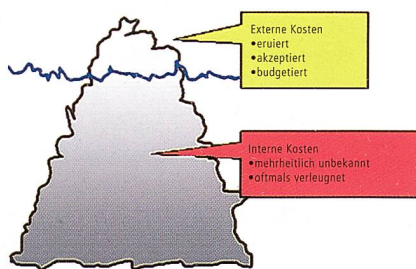 Externe Kosten
•eruiert
•akzeptiert
•budgetiert
Interne Kosten
•mehrheitlich unbekannt
•oftmals verleugnet